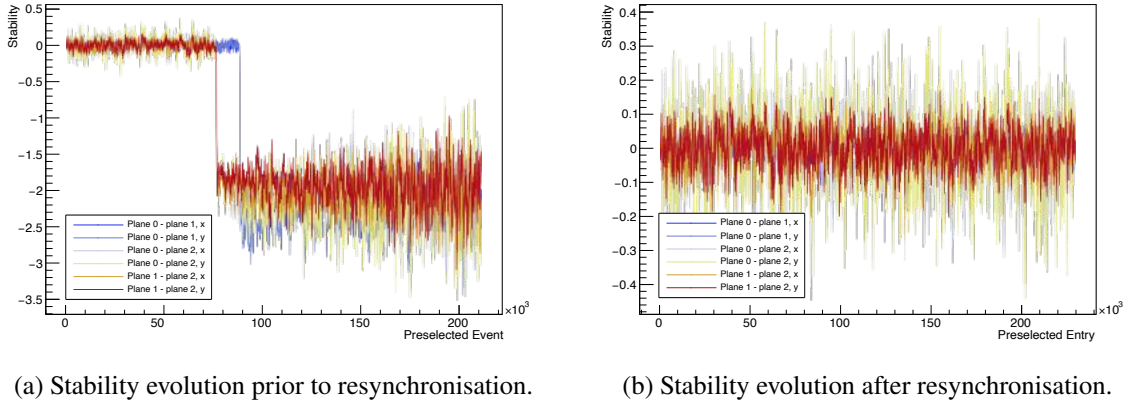 0.5
0
−0.5
−1
−1.5
−2
−2.5
−3
−3.5
Stability
Plane 0 - plane 1, x
Plane 0 - plane 1, y
Plane 0 - plane 2, x
Plane 0 - plane 2, y
Plane 1 - plane 2, x
Plane 1 - plane 2, y
0 50 100 150 200
×10³
Preselected Event
(a) Stability evolution prior to resynchronisation.
0.4
0.3
0.2
0.1
0
−0.1
−0.2
−0.3
−0.4
Stability
Plane 0 - plane 1, x
Plane 0 - plane 1, y
Plane 0 - plane 2, x
Plane 0 - plane 2, y
Plane 1 - plane 2, x
Plane 1 - plane 2, y
0 50 100 150 200
×10³
Preselected Entry
(b) Stability evolution after resynchronisation.